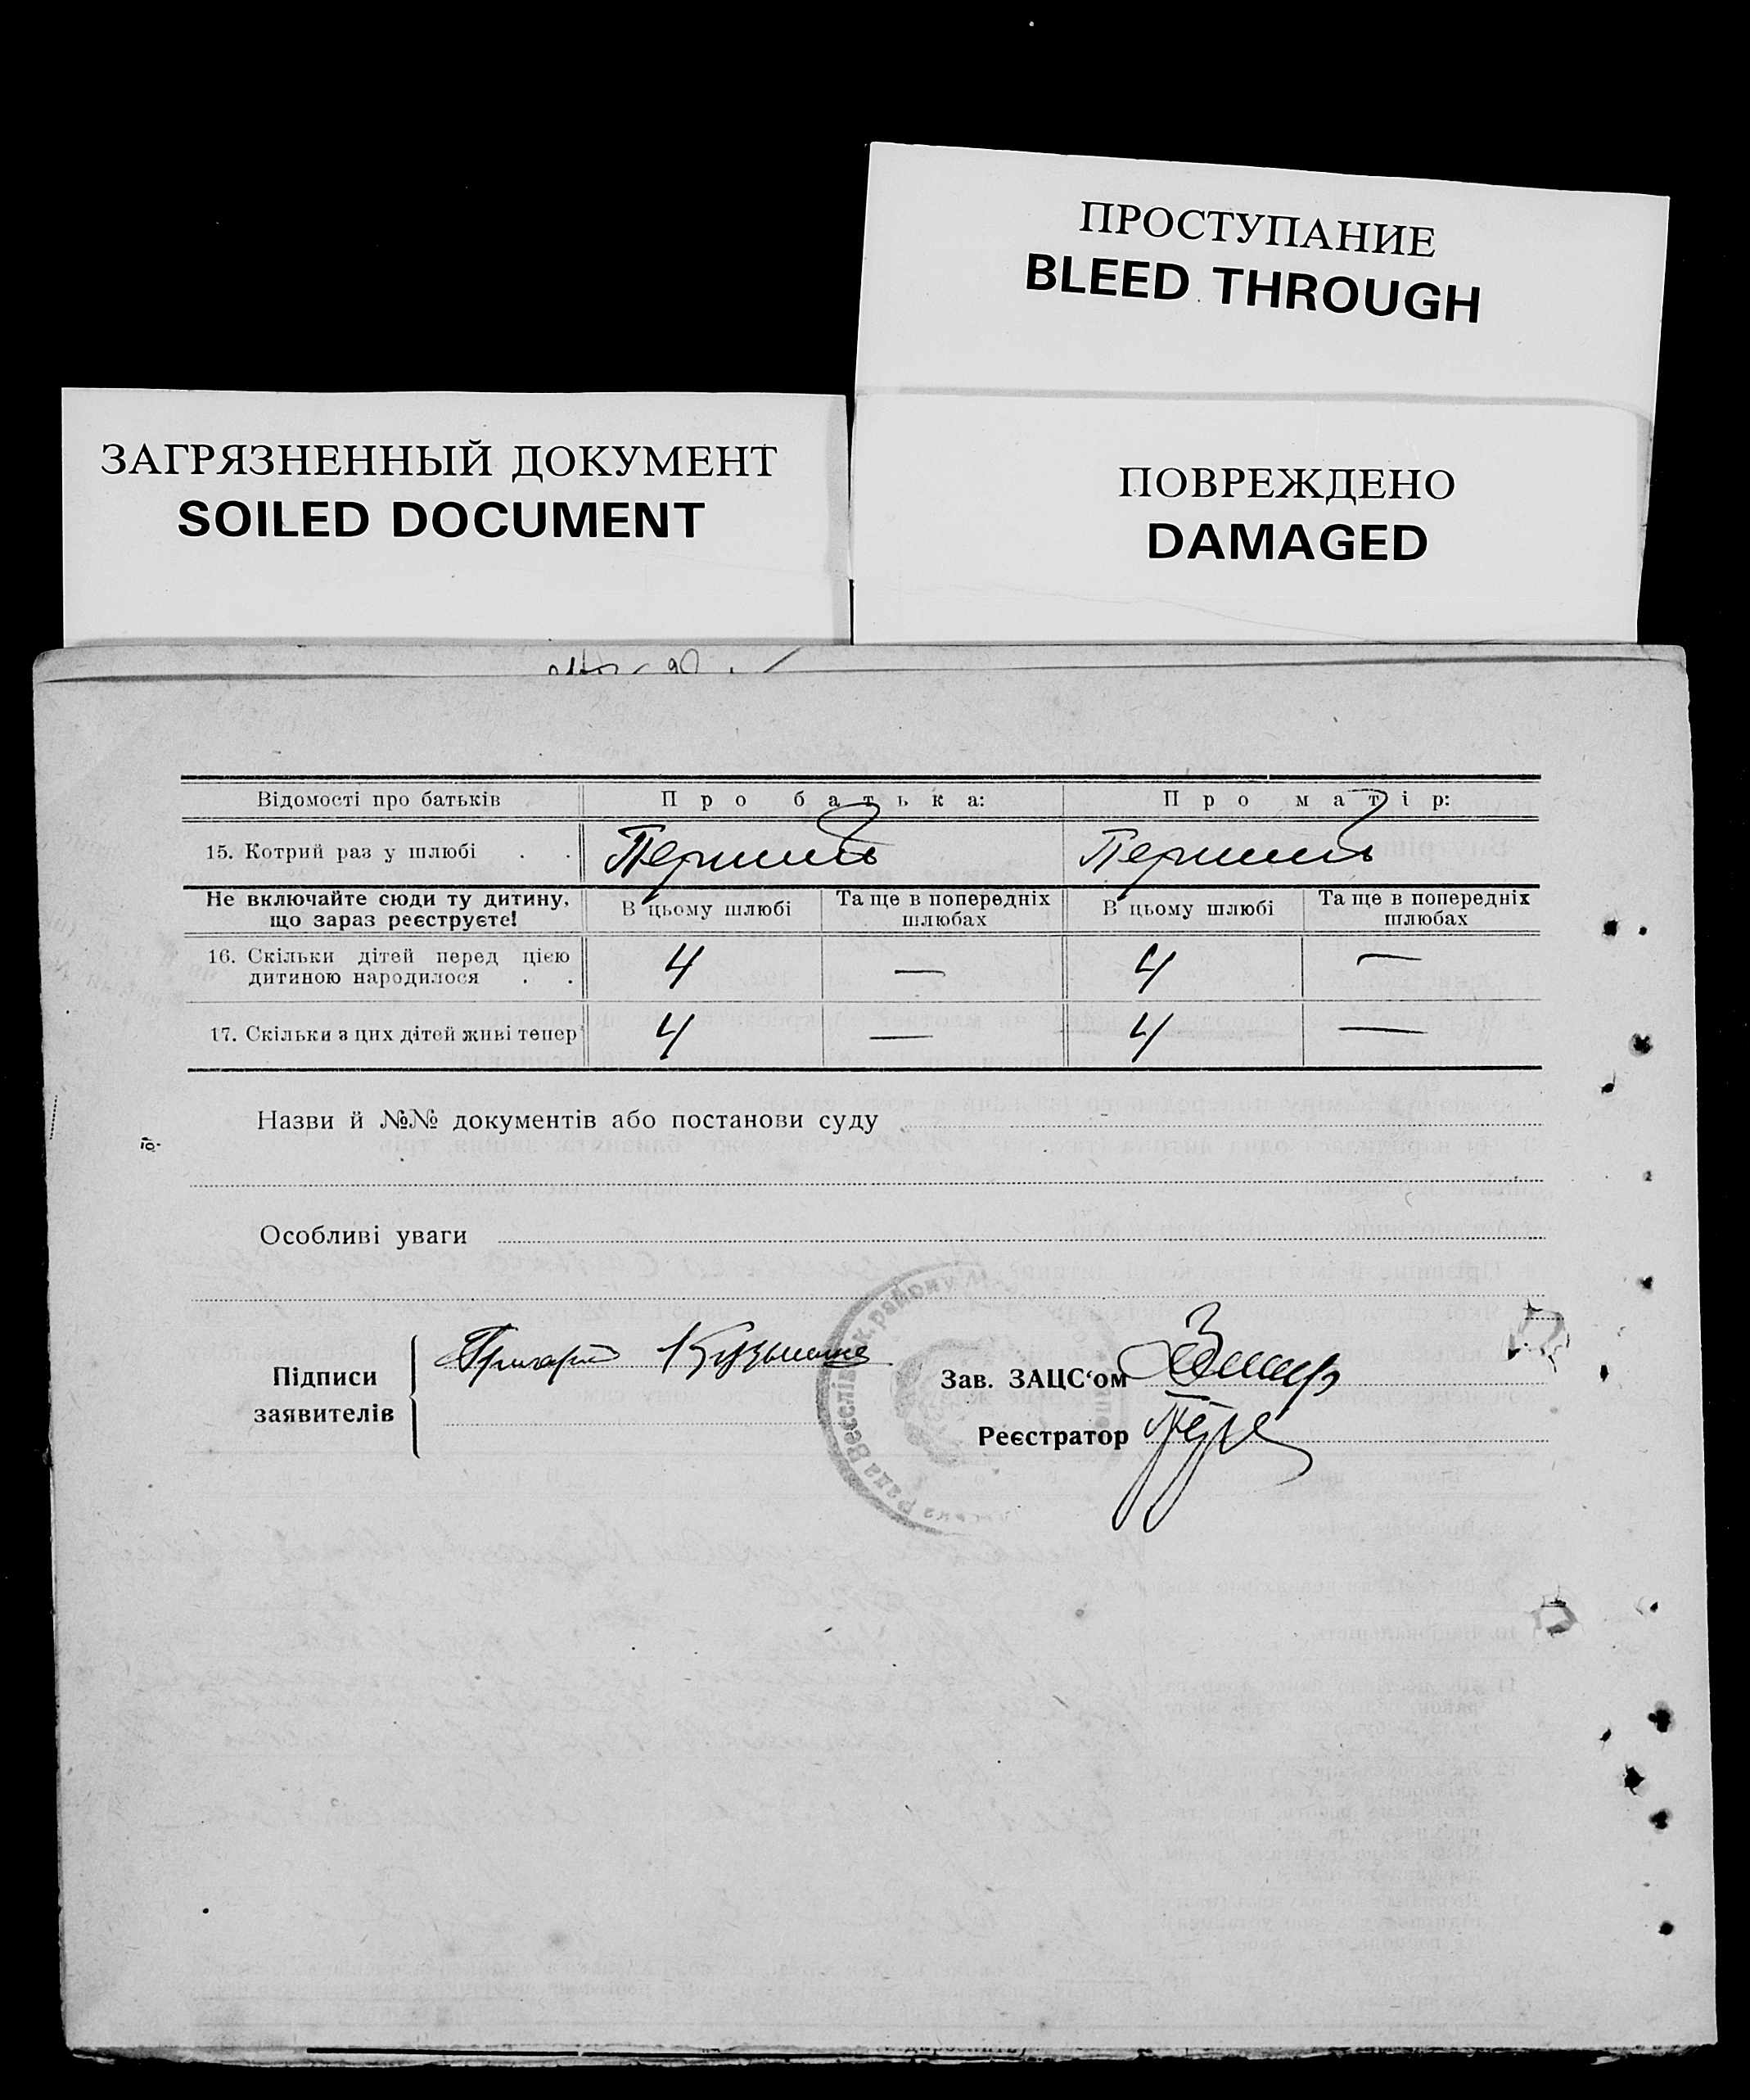 ПРОСТУПАНИЕ
BLEED THROUGH
ЗАГРЯЗНЕННЫЙ ДОКУМЕНТ
SOILED DOCUMENT
ПОВРЕЖДЕНО
DAMAGED
Відомості про батьків Про батька: Про матір:
15. Котрий раз у шлюбі . . Перший Перший
Не включайте сюди ту дитину, що зараз реєструєте! В цьому шлюбі Та ще в попередніх шлюбах В цьому шлюбі Та ще в попередніх шлюбах
16. Скільки дітей перед цією
дитиною народилося . . 4 — 4 —
17. Скільки з цих дітей живі тепер 4 — 4 —
Назви й №№ документів або постанови суду
Особливі уваги
Підписи
заявителів
Зав. ЗАЦС‘ом
Реєстратор
рада Веселівськ. району